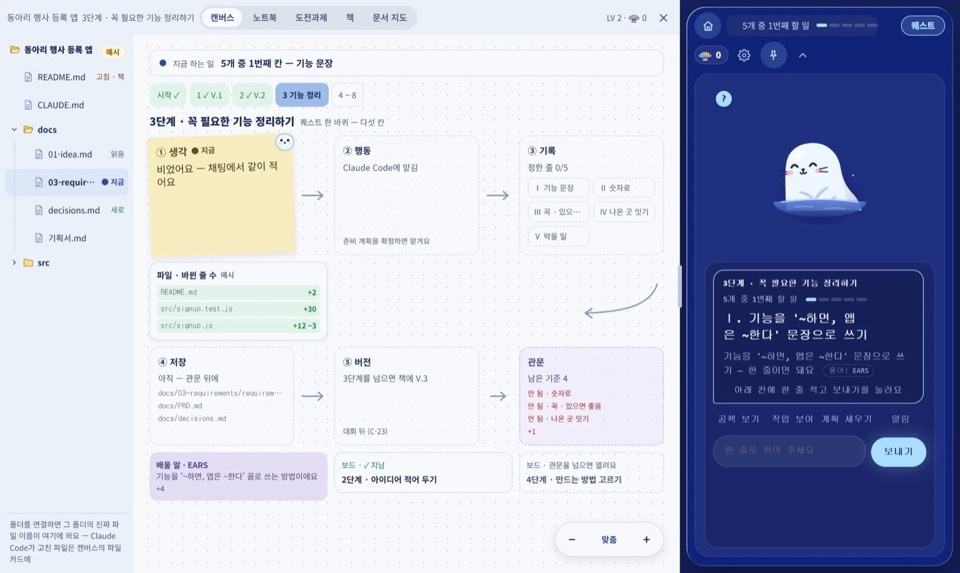 동아리 행사 등록 앱 3단계 · 꼭 필요한 기능 정리하기
캔버스 노트북 도전과제 책 문서 지도
LV 2 · 0
동아리 행사 등록 앱 예시
README.md 고침 · 책
CLAUDE.md
docs
01-idea.md 읽음
03-requir··· 지금
decisions.md 새로
기획서.md
src
폴더를 연결하면 그 폴더의 진짜 파
일 이름이 여기에 와요 — Claude
Code가 고친 파일은 캔버스의 파일
카드에
지금 하는 일 5개 중 1번째 칸 — 기능 문장
시작 ✓ 1 ✓ V.1 2 ✓ V.2 3 기능 정리 4 ~ 8
3단계 · 꼭 필요한 기능 정리하기 퀘스트 한 바퀴 — 다섯 칸
① 생각 지금
비었어요 — 채팅에서 같이 적
어요
② 행동
Claude Code에 맡김
준비 계획을 확정하면 맡겨요
③ 기록
정한 줄 0/5
I 기능 문장
II 숫자로
III 꼭 · 있으···
IV 나온 곳 잇기
V 막을 일
파일 · 바뀐 줄 수 예시
README.md +2
src/signup.test.js +30
src/signup.js +12 −3
④ 저장
아직 — 관문 뒤에
docs/03-requirements/requirem···
docs/PRD.md
docs/decisions.md
⑤ 버전
3단계를 넘으면 책에 V.3
대회 뒤 (C-23)
관문
남은 기준 4
안 됨 · 숫자로
안 됨 · 꼭 · 있으면 좋음
안 됨 · 나온 곳 잇기
+1
배울 말 · EARS
기능을 '~하면, 앱은 ~한다' 꼴로 쓰는 방법이에요
+4
보드 · ✓ 지남
2단계 · 아이디어 적어 두기
보드 · 관문을 넘으면 열려요
4단계 · 만드는 방법 고르기
− 맞춤 +
5개 중 1번째 할 일
퀘스트
0
?
3단계 · 꼭 필요한 기능 정리하기
5개 중 1번째 할 일
I. 기능을 '~하면, 앱
은 ~한다' 문장으로 쓰기
기능을 '~하면, 앱은 ~한다' 문장으로 쓰
기 — 한 줄이면 돼요 용어: EARS
아래 칸에 한 줄 적고 보내기를 눌러요
공책 보기 작업 보여 계획 세우기 알림
한 줄로 적어 주세요
보내기